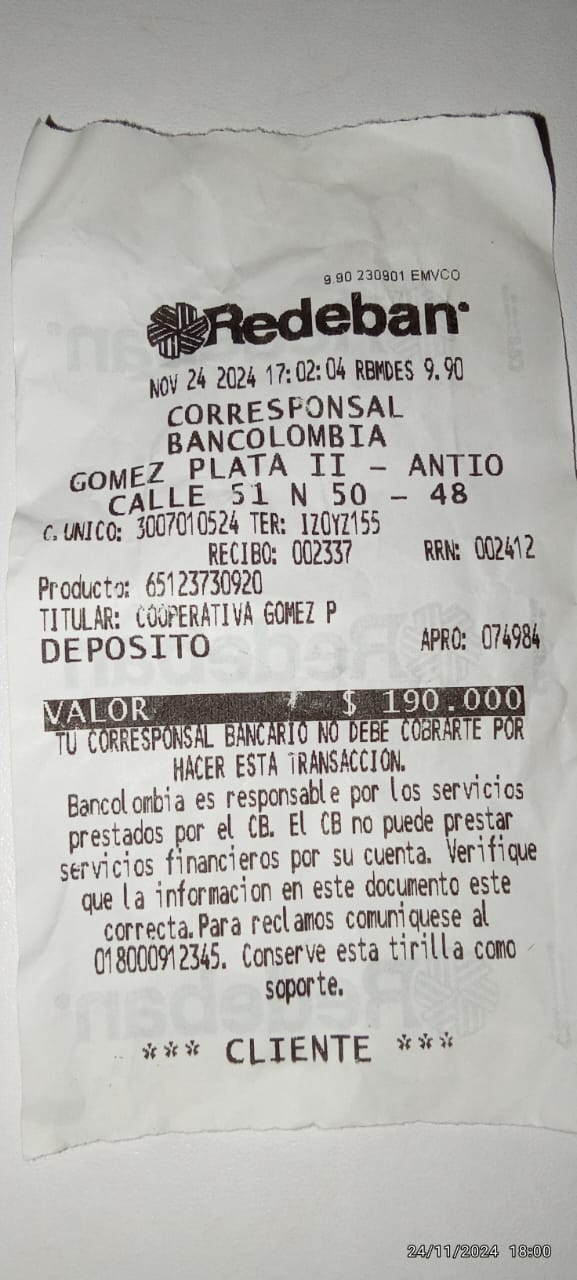 9.90 230901 EMVCO
Redeban
NOV 24 2024 17:02:04 RBMDES 9.90
CORRESPONSAL
BANCOLOMBIA
GOMEZ PLATA II - ANTIO
CALLE 51 N 50 - 48
C. UNICO: 3007010524 TER: IZOYZ155
RECIBO: 002337 RRN: 002412
Producto: 65123730920
TITULAR: COOPERATIVA GOMEZ P
DEPOSITO APRO: 074984
VALOR $ 190.000
TU CORRESPONSAL BANCARIO NO DEBE COBRARTE POR
HACER ESTA TRANSACCION.
Bancolombia es responsable por los servicios
prestados por el CB. El CB no puede prestar
servicios financieros por su cuenta. Verifique
que la informacion en este documento este
correcta.Para reclamos comuniquese al
018000912345. Conserve esta tirilla como
soporte.
*** CLIENTE ***
24/11/2024 18:00